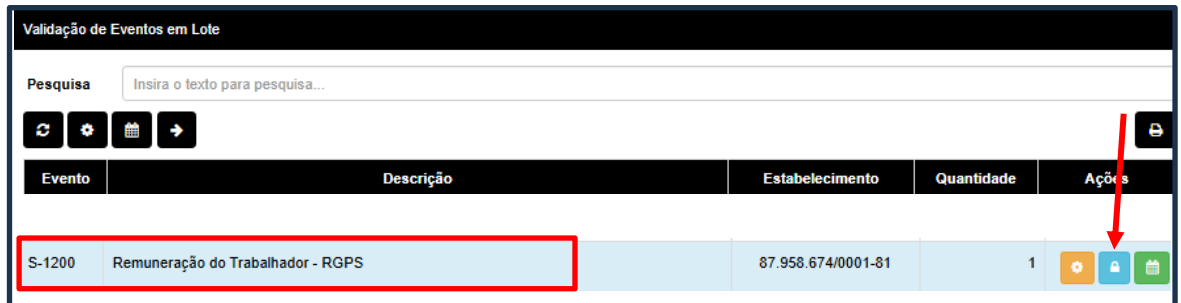 Validação de Eventos em Lote
Pesquisa Insira o texto para pesquisa...
Evento Descrição Estabelecimento Quantidade Ações
S-1200 Remuneração do Trabalhador - RGPS 87.958.674/0001-81 1